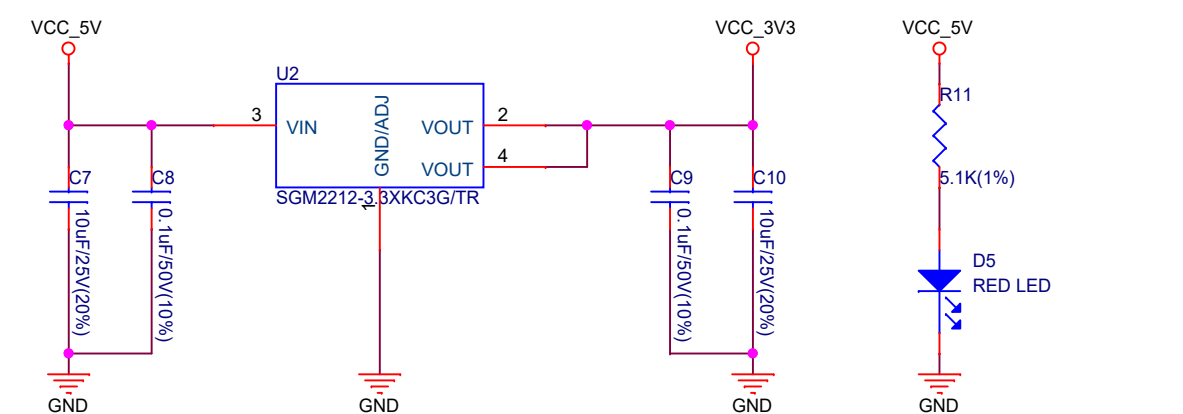 VCC_5V
VCC_3V3
VCC_5V
U2
R11
3
VIN
GND/ADJ
VOUT
2
VOUT
4
C7
C8
C9
C10
5.1K(1%)
SGM2212-3.3XKC3G/TR
1
10uF/25V(20%)
0.1uF/50V(10%)
0.1uF/50V(10%)
10uF/25V(20%)
D5
RED LED
GND
GND
GND
GND